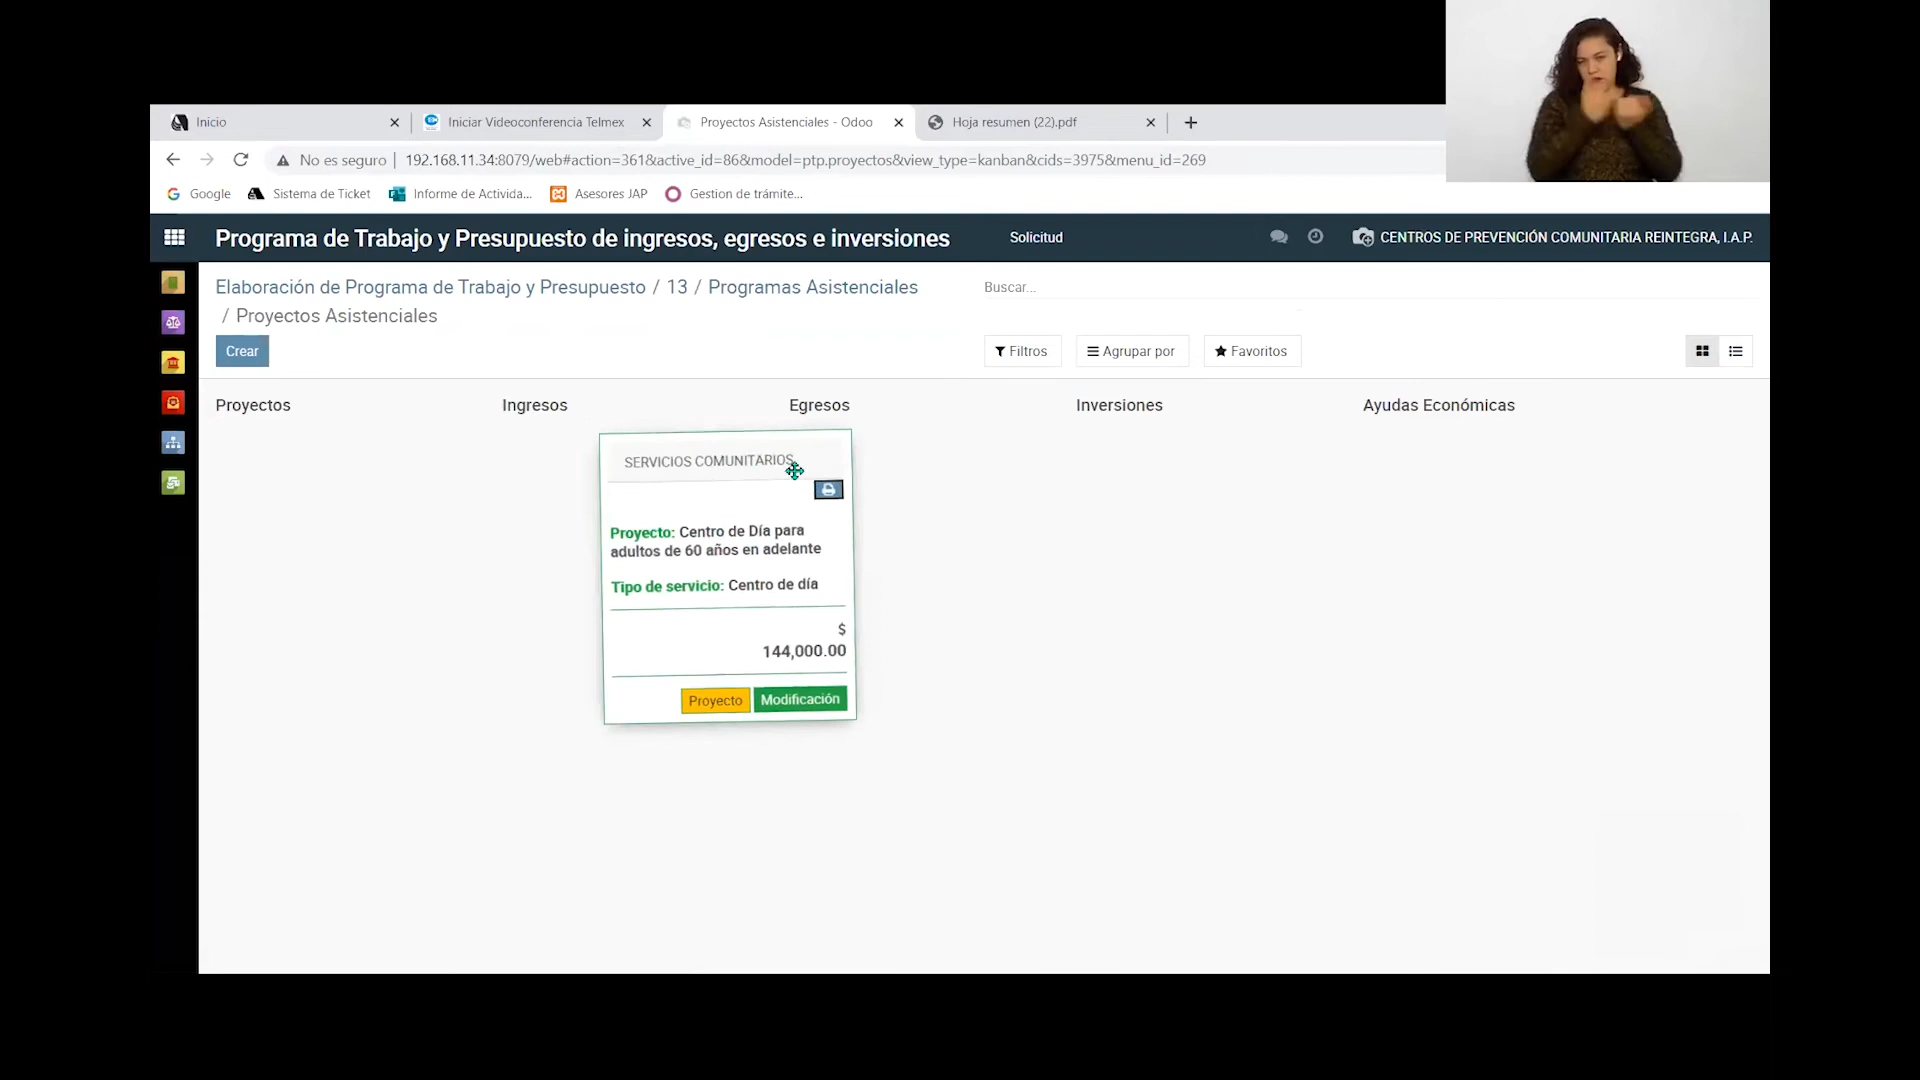 Inicio
Iniciar Videoconferencia Telmex
Proyectos Asistenciales - Odoo
Hoja resumen (22).pdf
No es seguro
192.168.11.34:8079/web#action=361&active_id=86&model=ptp.proyectos&view_type=kanban&cids=3975&menu_id=269
Google
Sistema de Ticket
Informe de Activida...
Asesores JAP
Gestion de trámite...
Programa de Trabajo y Presupuesto de ingresos, egresos e inversiones
Solicitud
CENTROS DE PREVENCIÓN COMUNITARIA REINTEGRA, I.A.P.
Elaboración de Programa de Trabajo y Presupuesto / 13 / Programas Asistenciales
/ Proyectos Asistenciales
Buscar...
Crear
Filtros
Agrupar por
Favoritos
Proyectos
Ingresos
Egresos
Inversiones
Ayudas Económicas
SERVICIOS COMUNITARIOS
Proyecto: Centro de Día para
adultos de 60 años en adelante
Tipo de servicio: Centro de día
$
144,000.00
Proyecto
Modificación